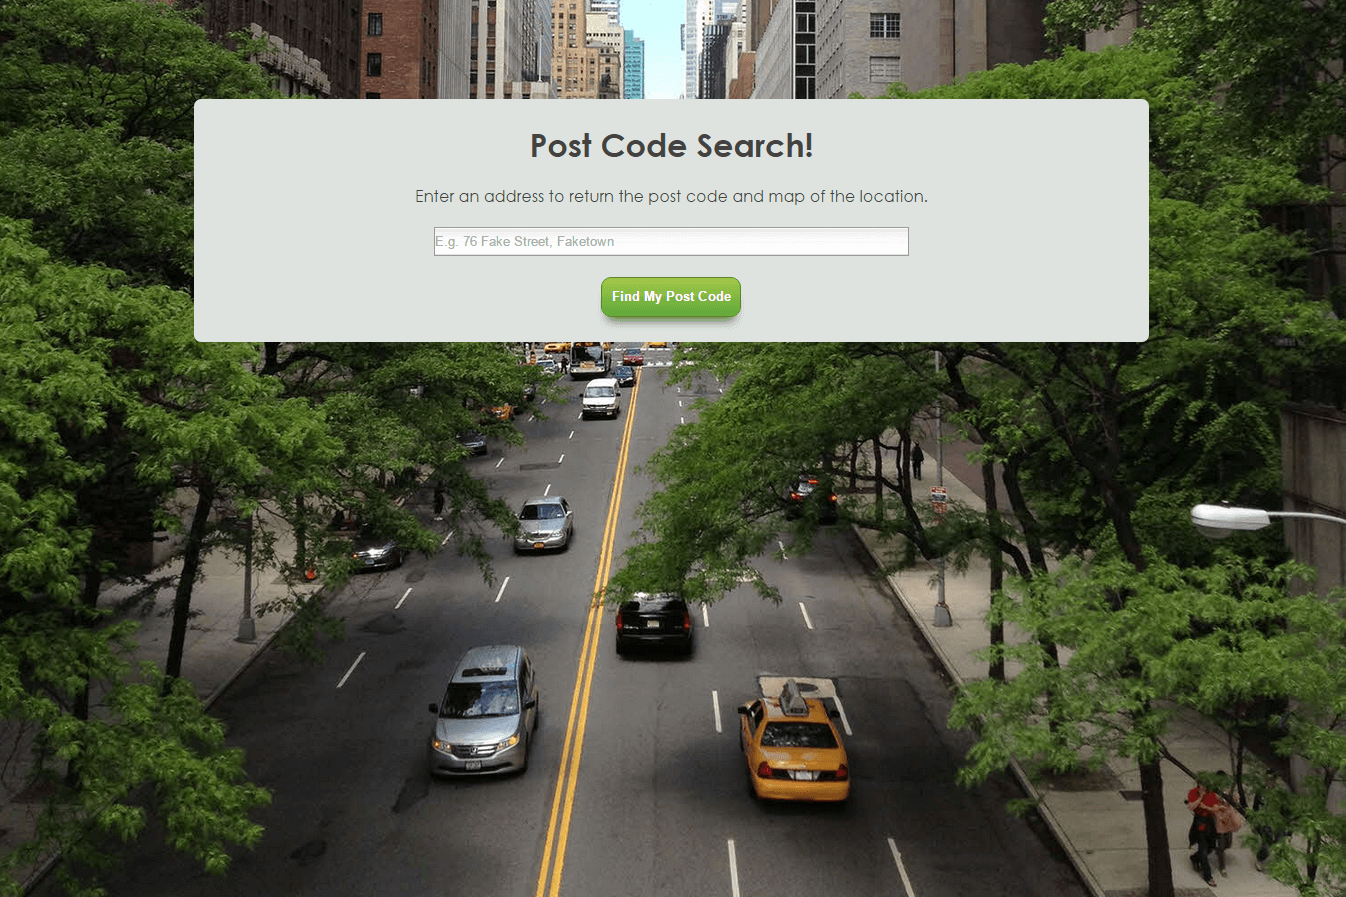 Post Code Search!
Enter an address to return the post code and map of the location.
E.g. 76 Fake Street, Faketown
Find My Post Code